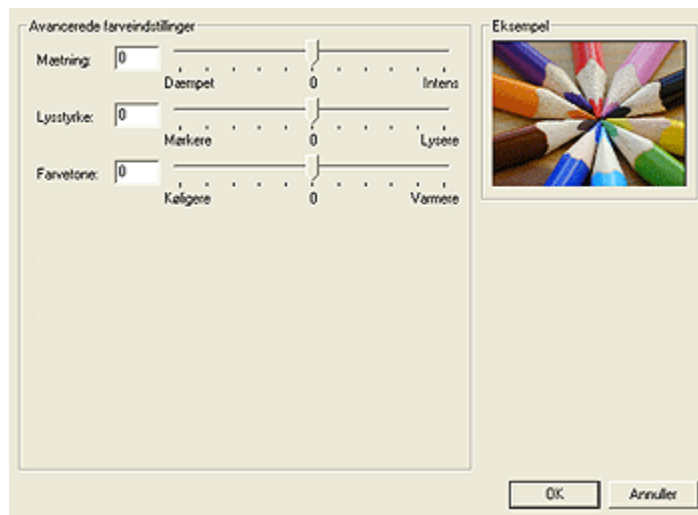 Avancerede farveindstillinger
Mætning: 0
Dæmpet 0 Intens
Lysstyrke: 0
Mørkere 0 Lysere
Farvetone: 0
Køligere 0 Varmere
Eksempel
OK Annuller